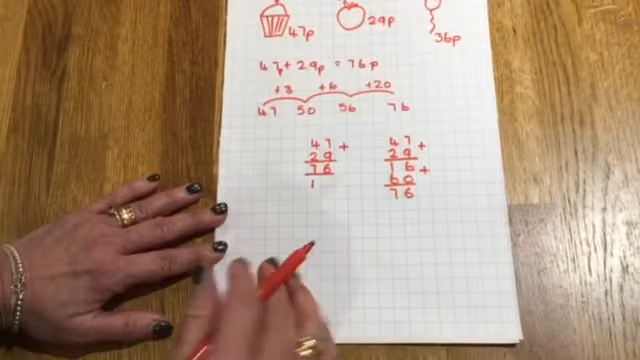 47p 29p
36p
47p + 29p = 76p
+3 +6 +20
47 50 56 76
47 + 47 +
29 29
76 16 +
1 60
76